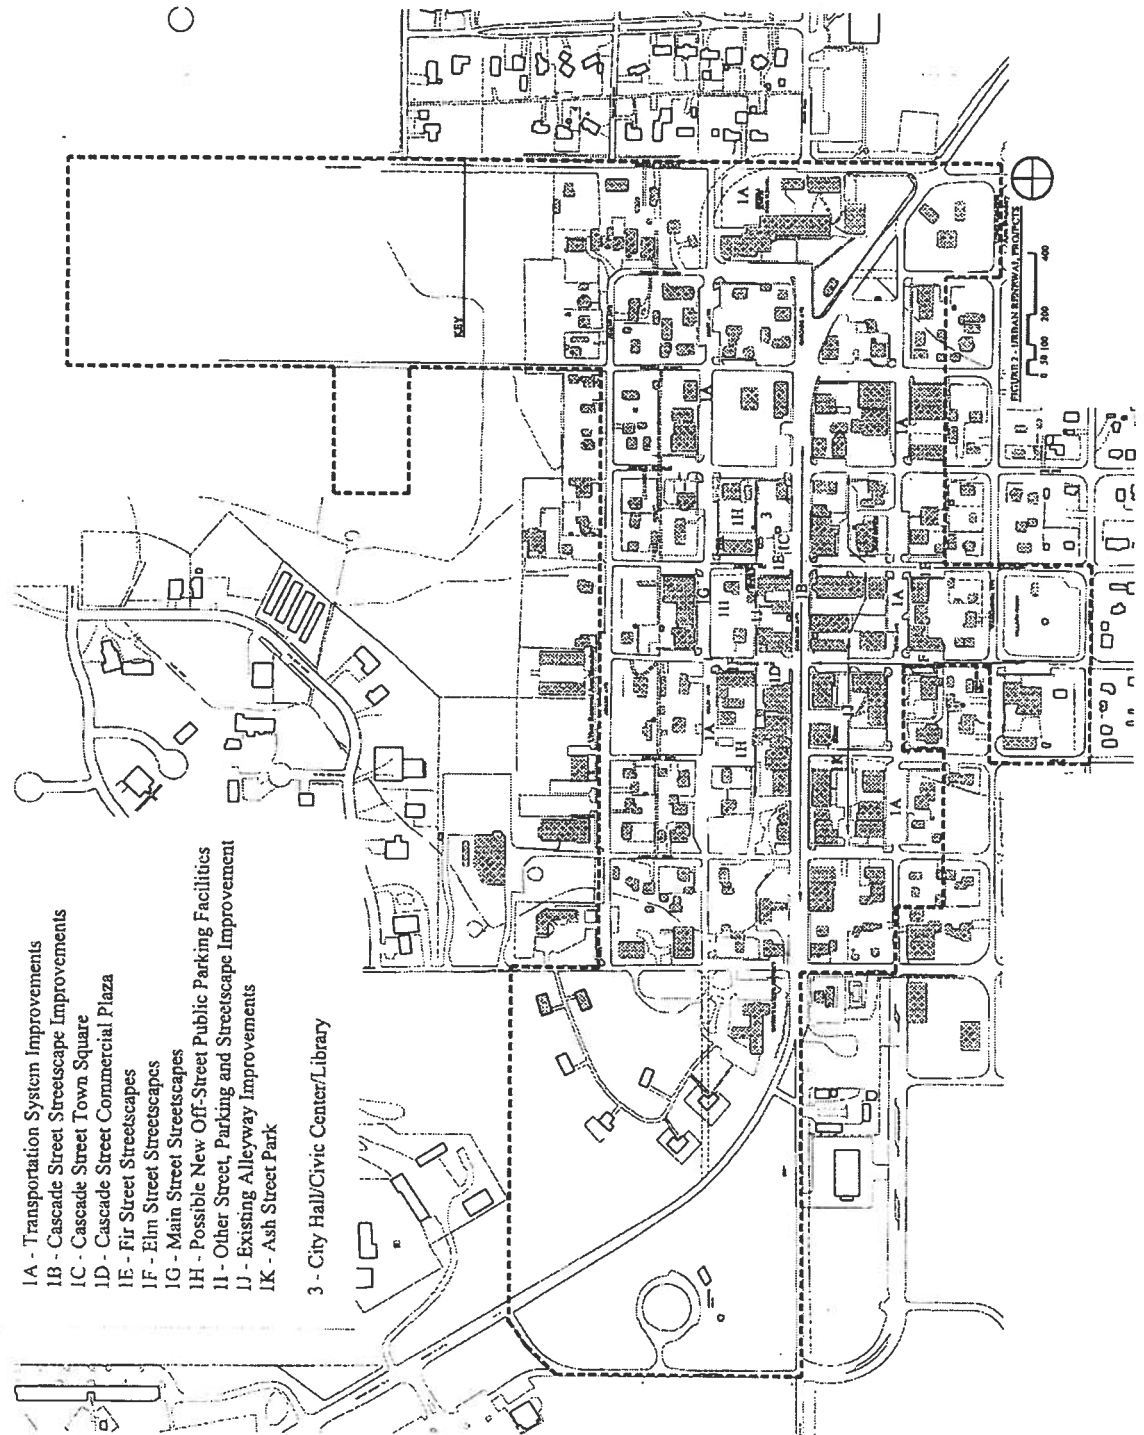 1A - Transportation System Improvements
1B - Cascade Street Streetscape Improvements
1C - Cascade Street Town Square
1D - Cascade Street Commercial Plaza
1E - Fir Street Streetscapes
1F - Elm Street Streetscapes
1G - Main Street Streetscapes
1H - Possible New Off-Street Public Parking Facilities
1I - Other Street, Parking and Streetscape Improvement
1J - Existing Alleyway Improvements
1K - Ash Street Park
3 - City Hall/Civic Center/Library
KEY
1A
1A
1A
1H
3
1E
1C
1B
1G
1A
1D
1A
1H
1A
FIGURE 2 - URBAN RENEWAL PROJECTS
0 50 100 200 400